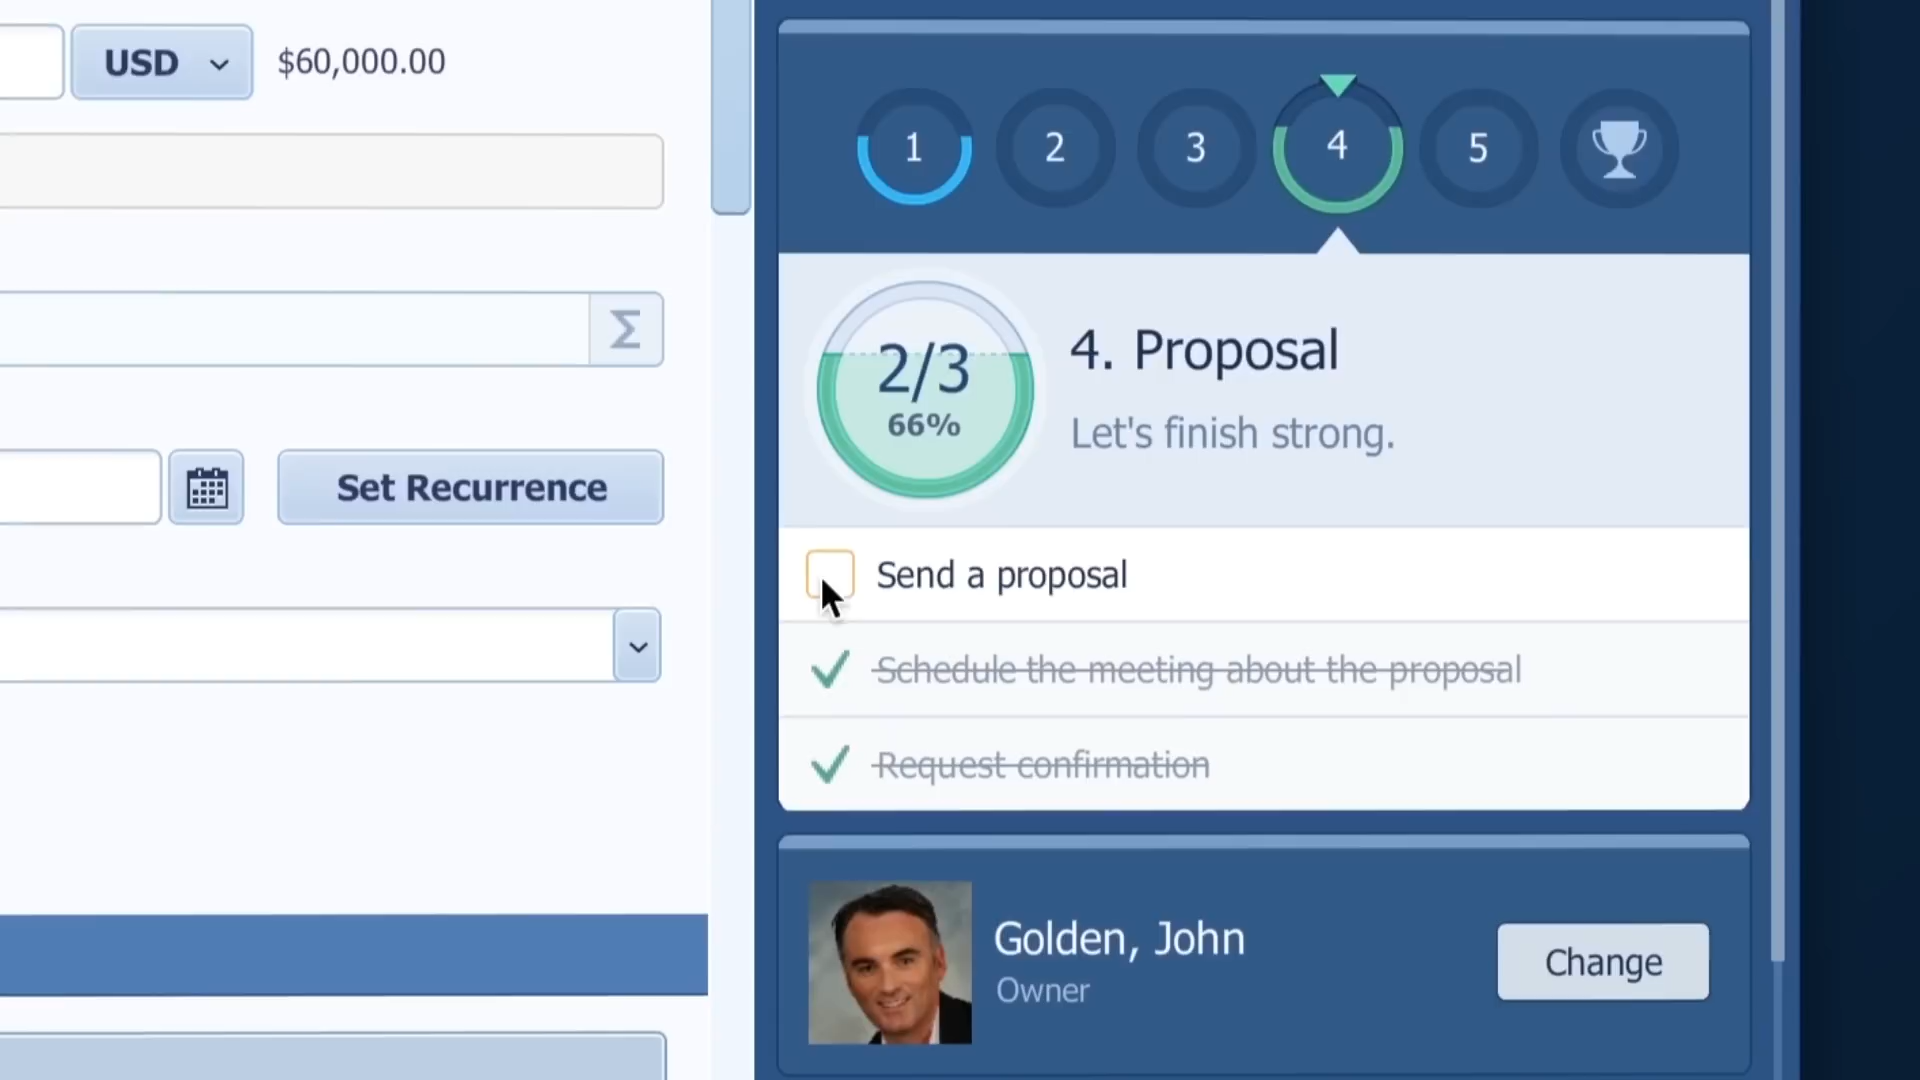 USD
$60,000.00
1
2
3
4
5
Σ
2/3
66%
4. Proposal
Let's finish strong.
Set Recurrence
Send a proposal
Schedule the meeting about the proposal
Request confirmation
Golden, John
Owner
Change